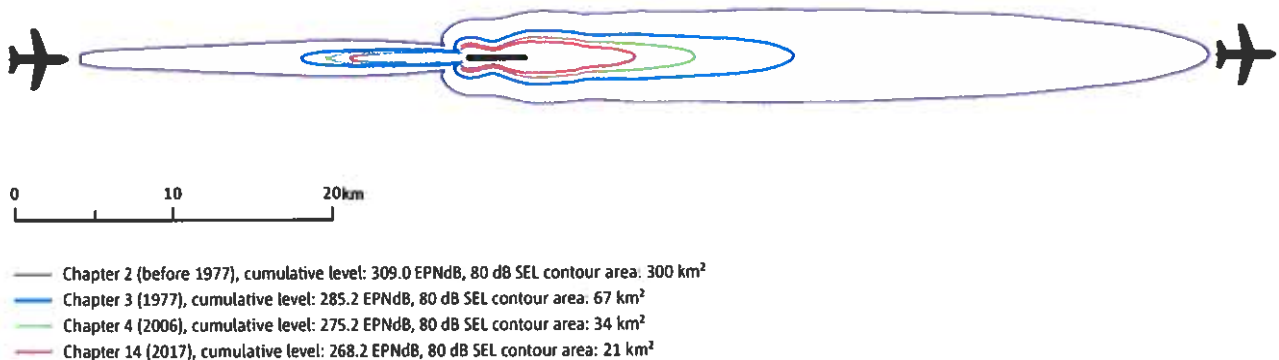 0 10 20km
Chapter 2 (before 1977), cumulative level: 309.0 EPNdB, 80 dB SEL contour area: 300 km²
Chapter 3 (1977), cumulative level: 285.2 EPNdB, 80 dB SEL contour area: 67 km²
Chapter 4 (2006), cumulative level: 275.2 EPNdB, 80 dB SEL contour area: 34 km²
Chapter 14 (2017), cumulative level: 268.2 EPNdB, 80 dB SEL contour area: 21 km²